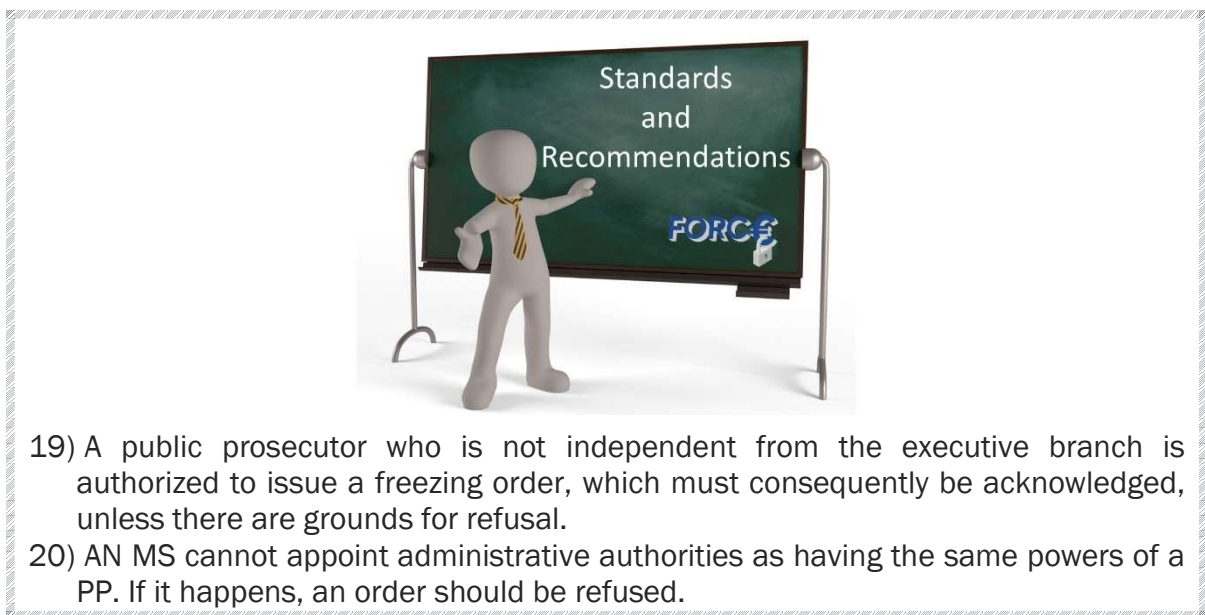 Standards
and
Recommendations
FORC€
19) A public prosecutor who is not independent from the executive branch is
authorized to issue a freezing order, which must consequently be acknowledged,
unless there are grounds for refusal.
20) AN MS cannot appoint administrative authorities as having the same powers of a
PP. If it happens, an order should be refused.